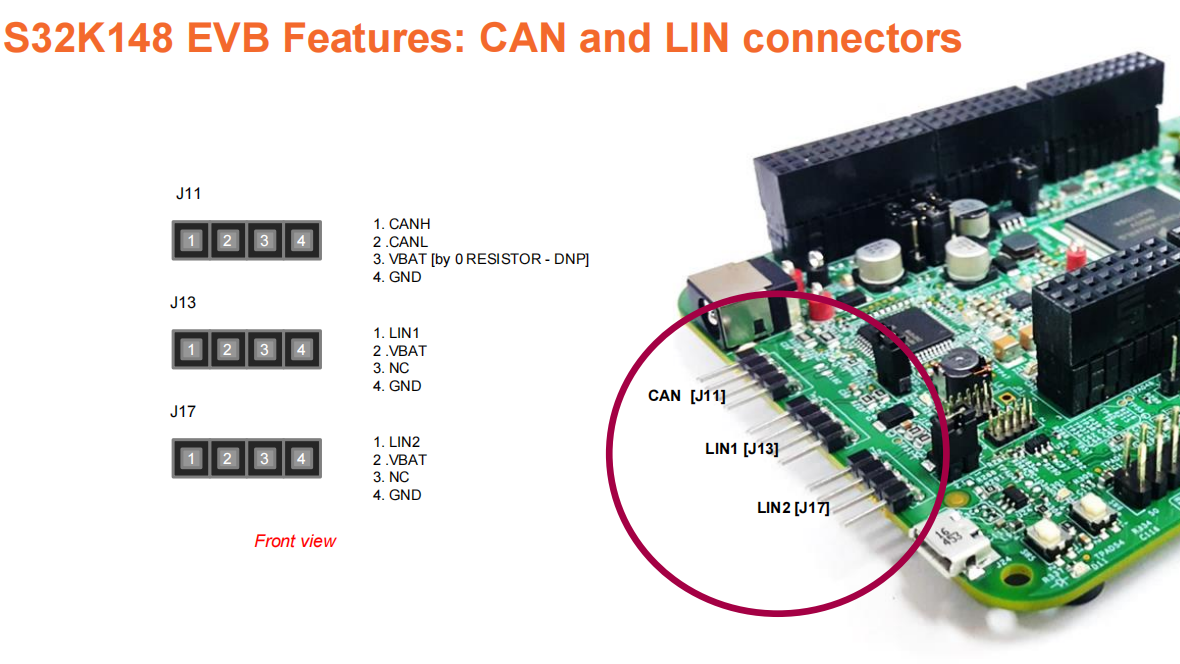 S32K148 EVB Features: CAN and LIN connectors
J11
1 2 3 4
1. CANH
2 .CANL
3. VBAT [by 0 RESISTOR - DNP]
4. GND
J13
1 2 3 4
1. LIN1
2 .VBAT
3. NC
4. GND
J17
1 2 3 4
1. LIN2
2 .VBAT
3. NC
4. GND
Front view
CAN [J11]
LIN1 [J13]
LIN2 [J17]
16
453
J24